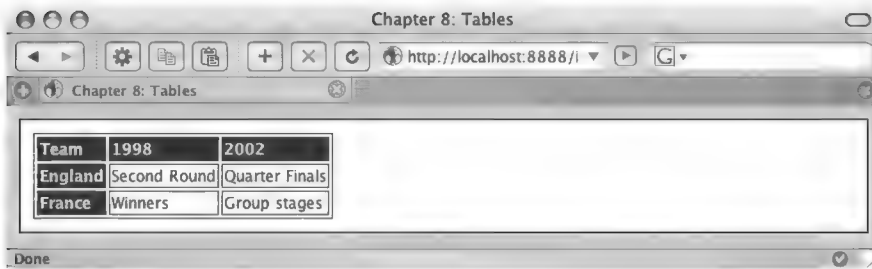 Chapter 8: Tables
http://localhost:8888/i
G
Chapter 8: Tables
Team 1998 2002
England Second Round Quarter Finals
France Winners Group stages
Done